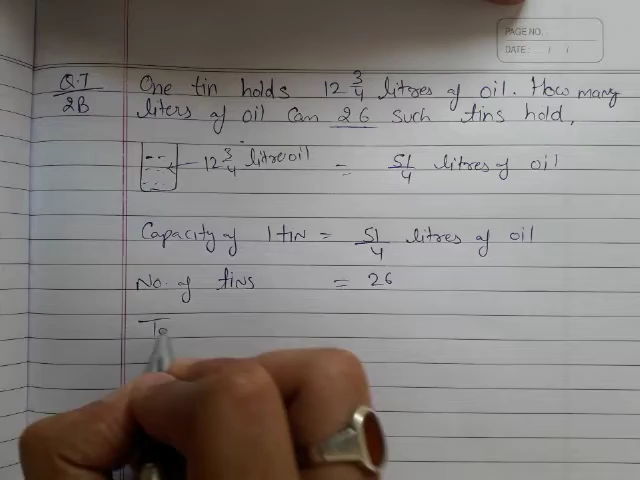 PAGE NO.
DATE: / /
Q.7 One tin holds 12 3/4 litres of oil. How many
2B liters of oil can 26 such tins hold,
12 3/4 litre oil = 51/4 litres of oil
Capacity of 1 tin = 51/4 litres of oil
No. of tins = 26
To